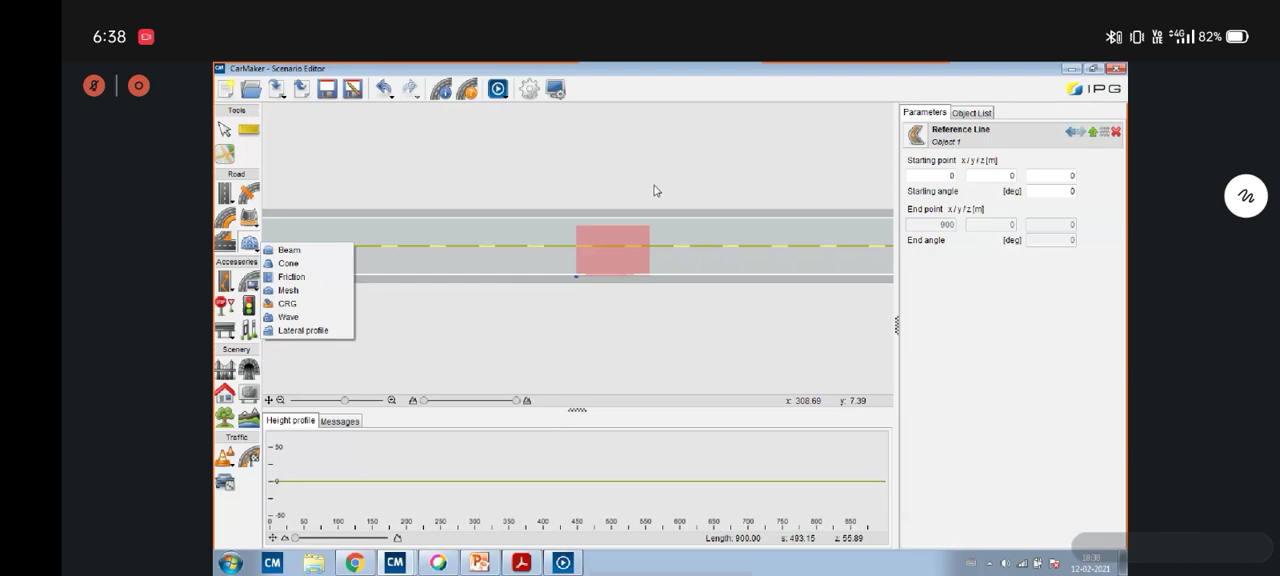 6:38
4G
82%
CarMaker - Scenario Editor
IPG
Tools
Road
Accessories
Scenery
Traffic
Beam
Cone
Friction
Mesh
CRG
Wave
Lateral profile
x: 308.69 y: 7.39
Height profile Messages
50
0
-50
0 50 100 150 200 250 300 350 400 450 500 550 600 650 700 750 800 850
Length: 900.00 s: 493.15 z: 55.89
Parameters Object List
Reference Line
Object 1
Starting point x / y / z [m]
0 0 0
Starting angle [deg] 0
End point x / y / z [m]
900 0 0
End angle [deg] 0
CM CM
18:38
12-02-2021